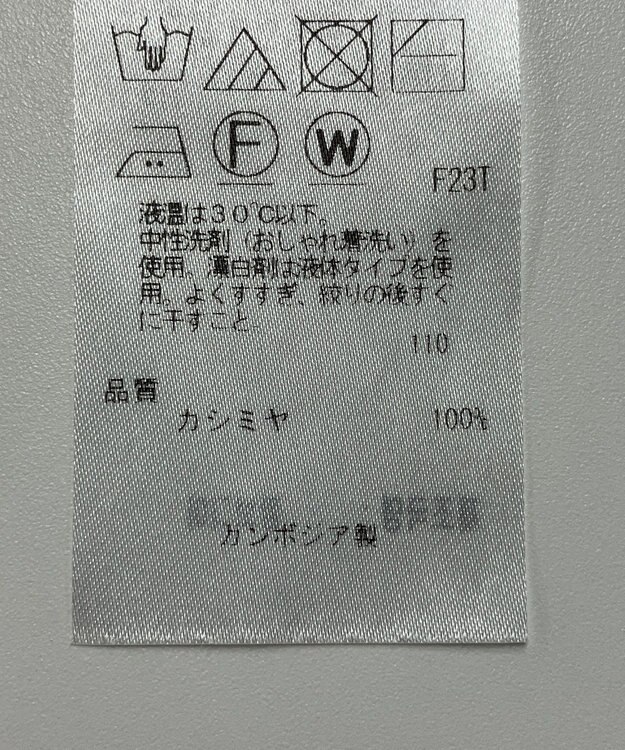 F W
F23T
液温は30℃以下。
中性洗剤（おしゃれ着洗い）を
使用。漂白剤は液体タイプを使
用。よくすすぎ、絞りの後すぐ
に干すこと。
110
品質
カシミヤ 100%
カンボジア製